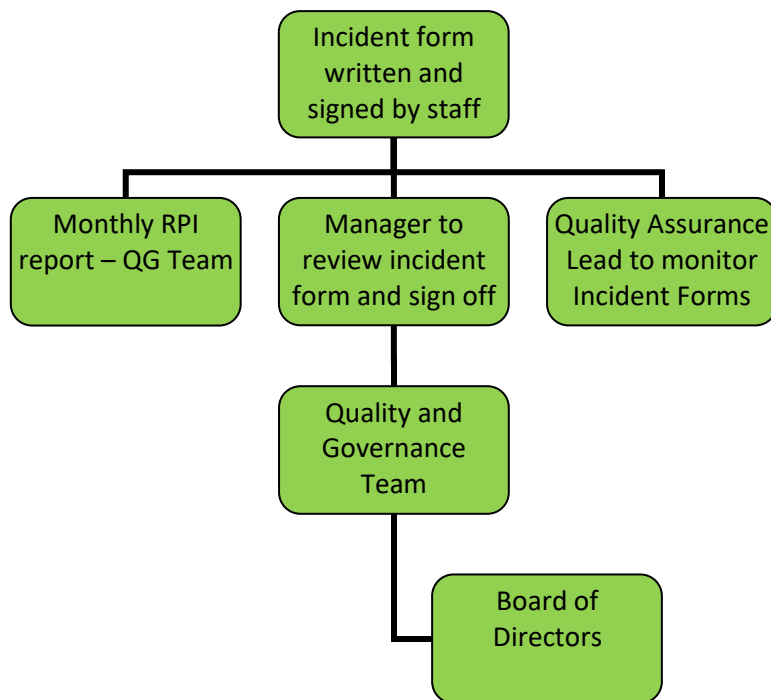 Incident form
written and
signed by staff
Monthly RPI
report – QG Team
Manager to
review incident
form and sign off
Quality Assurance
Lead to monitor
Incident Forms
Quality and
Governance
Team
Board of
Directors